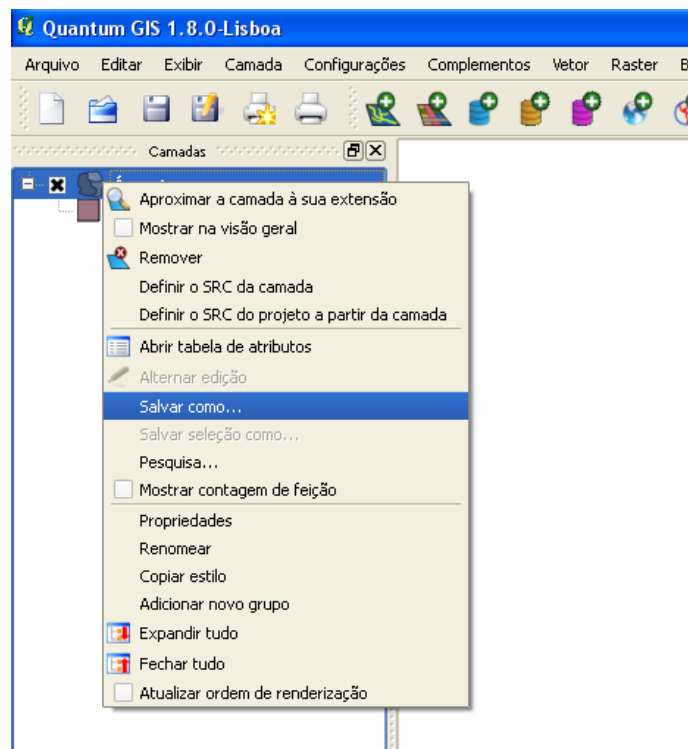 Quantum GIS 1.8.0-Lisboa
Arquivo Editar Exibir Camada Configurações Complementos Vetor Raster B
Camadas
Aproximar a camada à sua extensão
Mostrar na visão geral
Remover
Definir o SRC da camada
Definir o SRC do projeto a partir da camada
Abrir tabela de atributos
Alternar edição
Salvar como...
Salvar seleção como...
Pesquisa...
Mostrar contagem de feição
Propriedades
Renomear
Copiar estilo
Adicionar novo grupo
Expandir tudo
Fechar tudo
Atualizar ordem de renderização